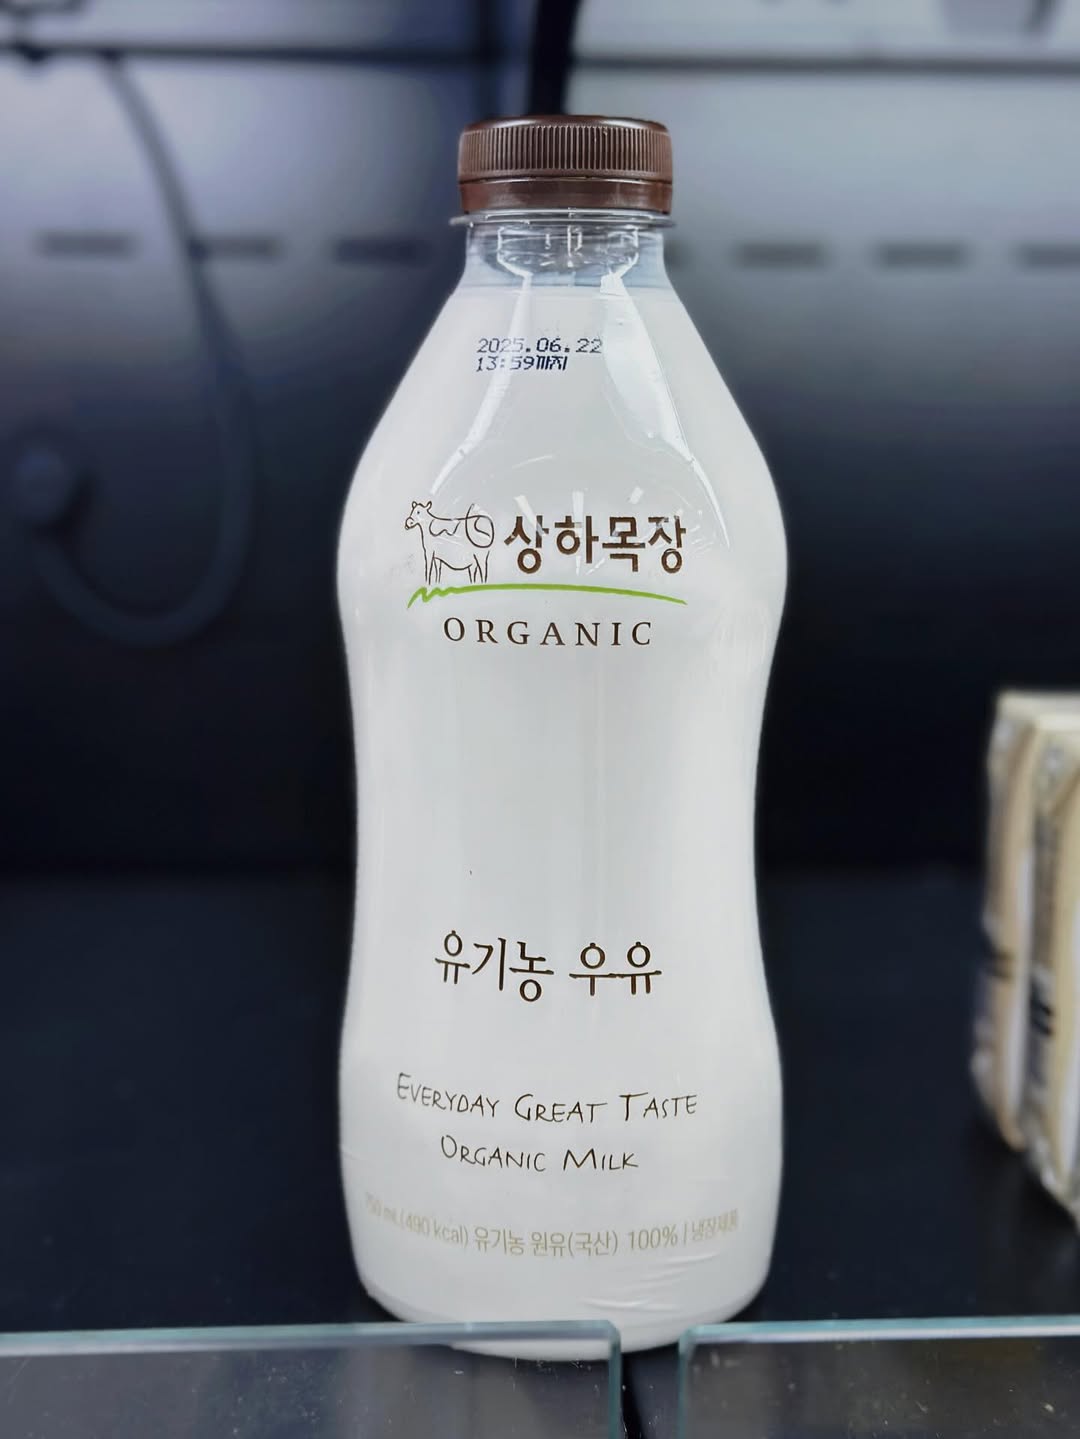 2025.06.22
13:59까지
상하목장
ORGANIC
유기농 우유
EVERYDAY GREAT TASTE
ORGANIC MILK
750 mL (490 kcal) 유기농 원유(국산) 100% | 냉장제품